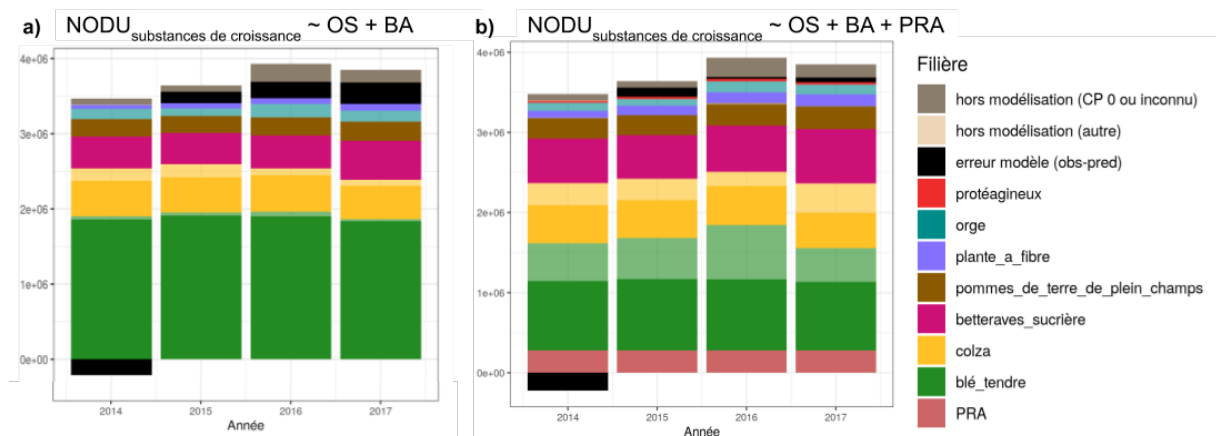 a) NODU substances de croissance ~ OS + BA
b) NODU substances de croissance ~ OS + BA + PRA
4e+06
3e+06
2e+06
1e+06
0e+00
2014 2015 2016 2017
Année
4e+06
3e+06
2e+06
1e+06
0e+00
2014 2015 2016 2017
Année
Filière
hors modélisation (CP 0 ou inconnu)
hors modélisation (autre)
erreur modèle (obs-pred)
protéagineux
orge
plante_a_fibre
pommes_de_terre_de_plein_champs
betteraves_sucrière
colza
blé_tendre
PRA